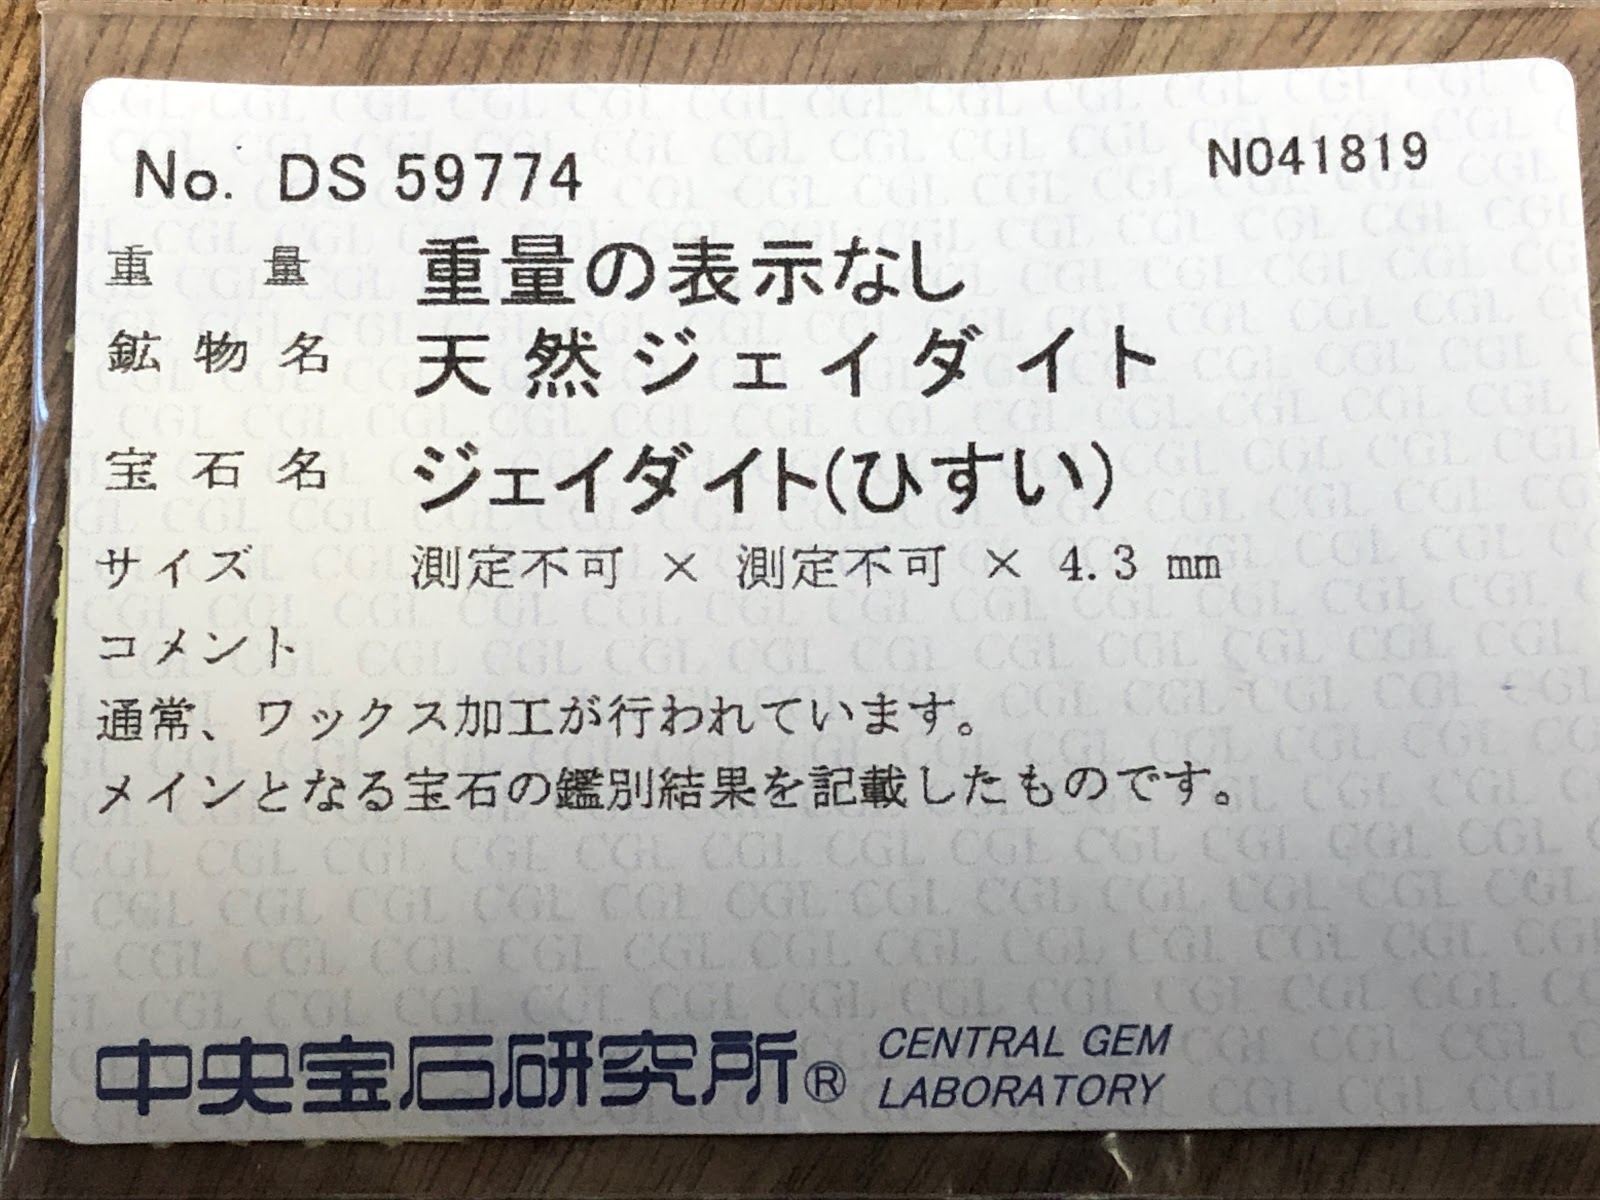 No. DS 59774 N041819
重量 重量の表示なし
鉱物名 天然ジェイダイト
宝石名 ジェイダイト(ひすい)
サイズ 測定不可 × 測定不可 × 4.3 mm
コメント
通常、ワックス加工が行われています。
メインとなる宝石の鑑別結果を記載したものです。
中央宝石研究所® CENTRAL GEM
LABORATORY